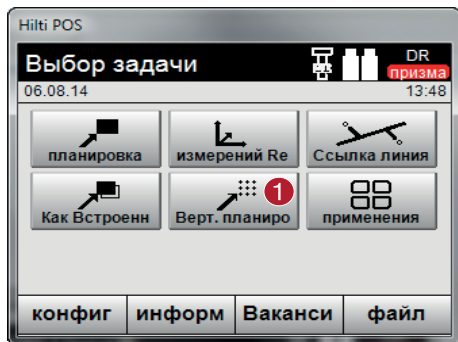 Hilti POS
Выбор задачи
DR
призма
06.08.14 13:48
планировка измерений Re Ссылка линия
1
Как Встроенн Верт. планиро применения
конфиг информ Ваканси файл